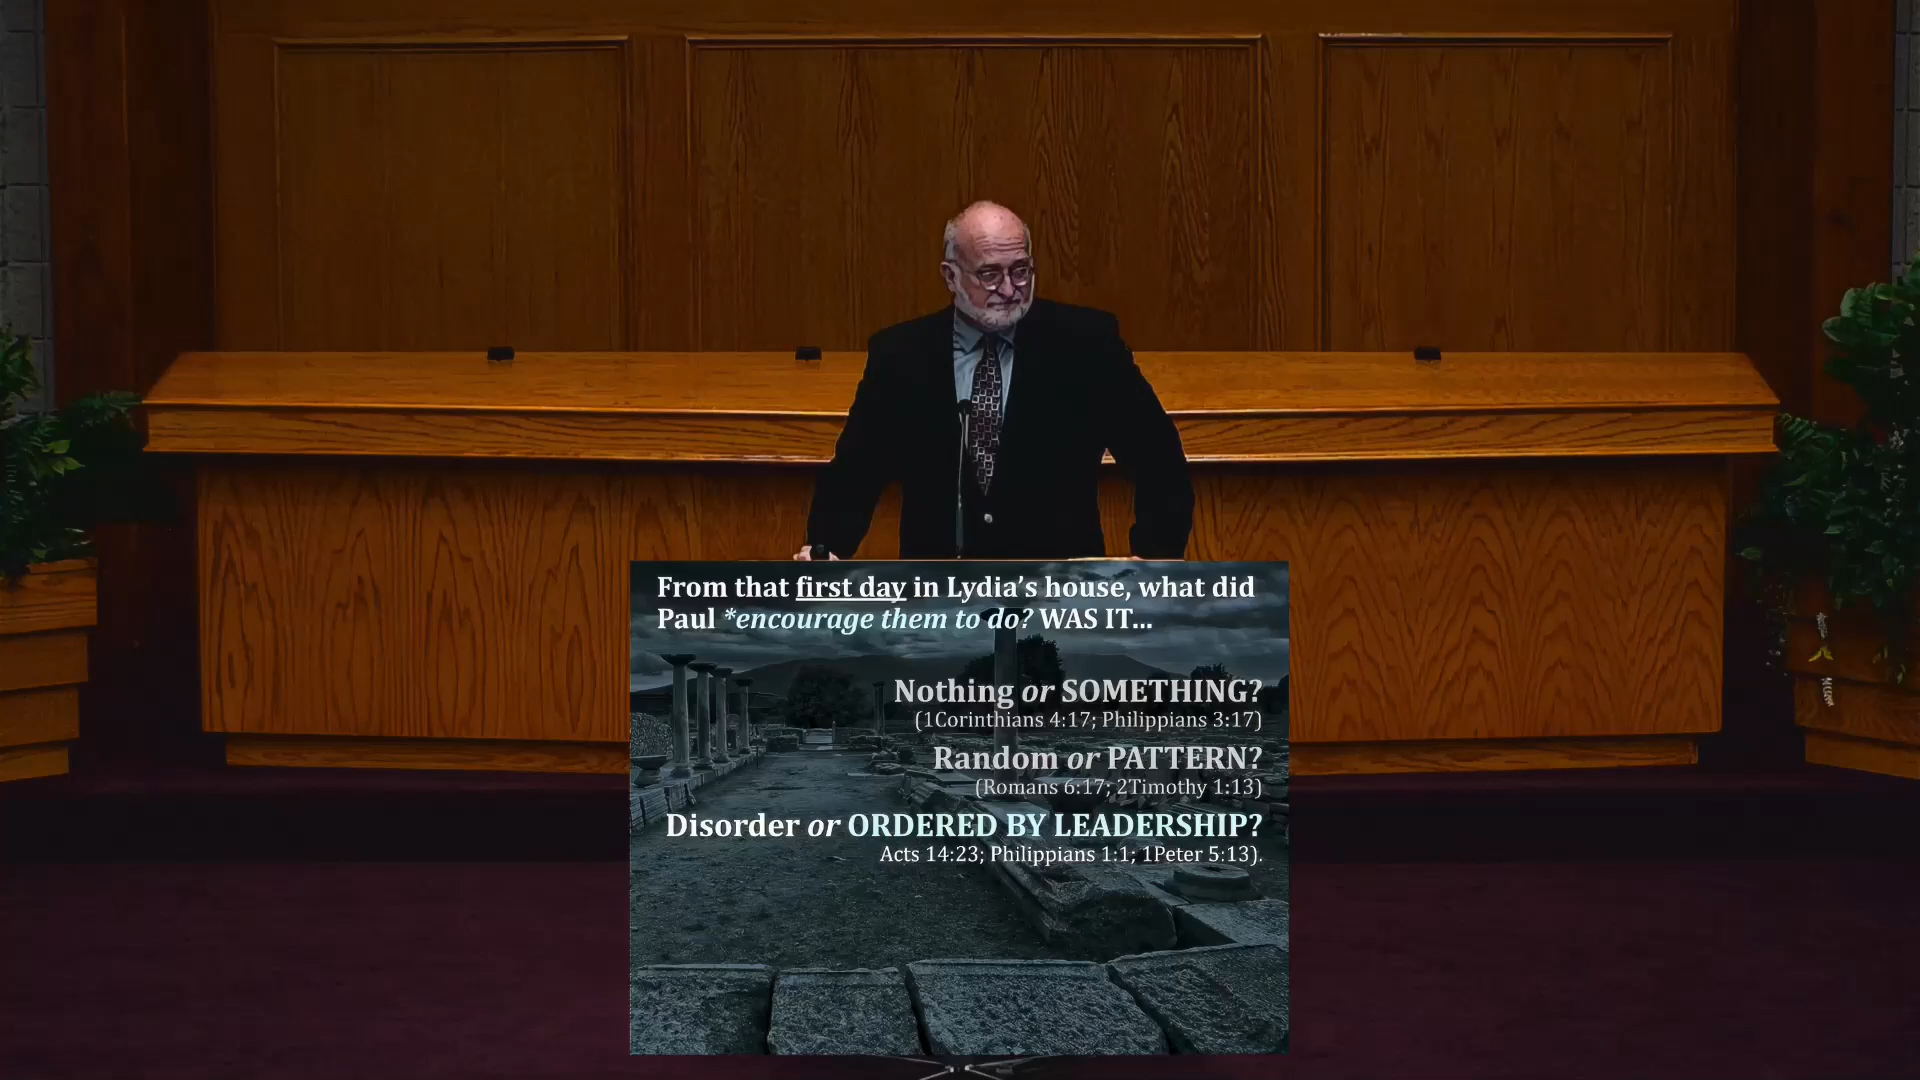 From that first day in Lydia's house, what did
Paul *encourage them to do? WAS IT...
Nothing or SOMETHING?
(1Corinthians 4:17; Philippians 3:17)
Random or PATTERN?
(Romans 6:17; 2Timothy 1:13)
Disorder or ORDERED BY LEADERSHIP?
Acts 14:23; Philippians 1:1; 1Peter 5:13).